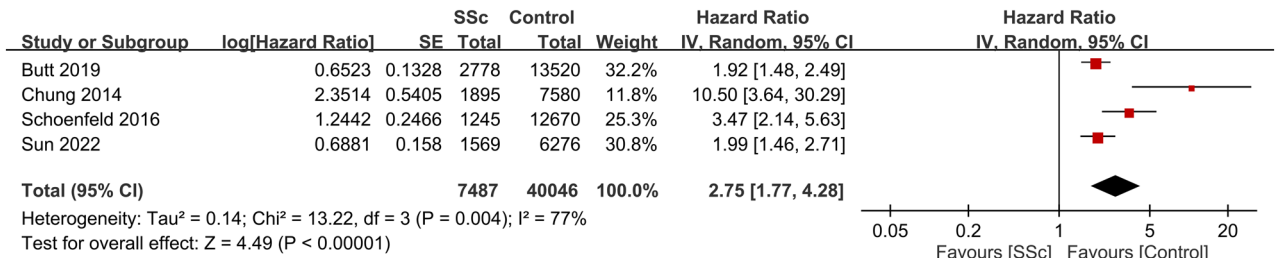 SSc Control Hazard Ratio Hazard Ratio
Study or Subgroup log[Hazard Ratio] SE Total Total Weight IV, Random, 95% CI IV, Random, 95% CI
Butt 2019 0.6523 0.1328 2778 13520 32.2% 1.92 [1.48, 2.49]
Chung 2014 2.3514 0.5405 1895 7580 11.8% 10.50 [3.64, 30.29]
Schoenfeld 2016 1.2442 0.2466 1245 12670 25.3% 3.47 [2.14, 5.63]
Sun 2022 0.6881 0.158 1569 6276 30.8% 1.99 [1.46, 2.71]
Total (95% CI) 7487 40046 100.0% 2.75 [1.77, 4.28]
Heterogeneity: Tau² = 0.14; Chi² = 13.22, df = 3 (P = 0.004); I² = 77%
Test for overall effect: Z = 4.49 (P < 0.00001)
0.05 0.2 1 5 20
Favours [SSc] Favours [Control]